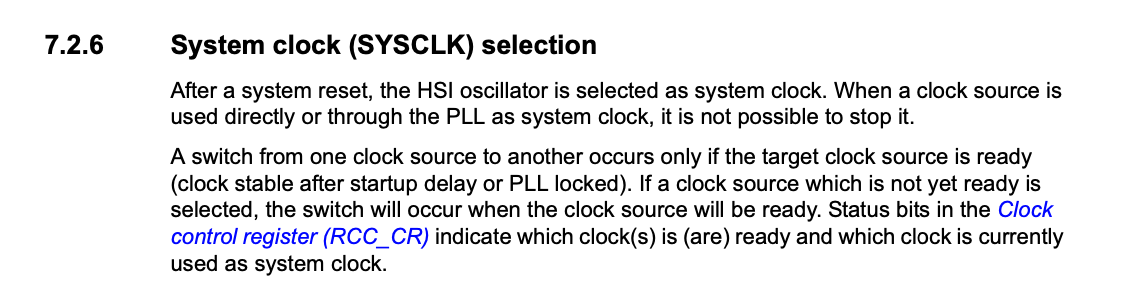 7.2.6 System clock (SYSCLK) selection
After a system reset, the HSI oscillator is selected as system clock. When a clock source is
used directly or through the PLL as system clock, it is not possible to stop it.
A switch from one clock source to another occurs only if the target clock source is ready
(clock stable after startup delay or PLL locked). If a clock source which is not yet ready is
selected, the switch will occur when the clock source will be ready. Status bits in the Clock
control register (RCC_CR) indicate which clock(s) is (are) ready and which clock is currently
used as system clock.